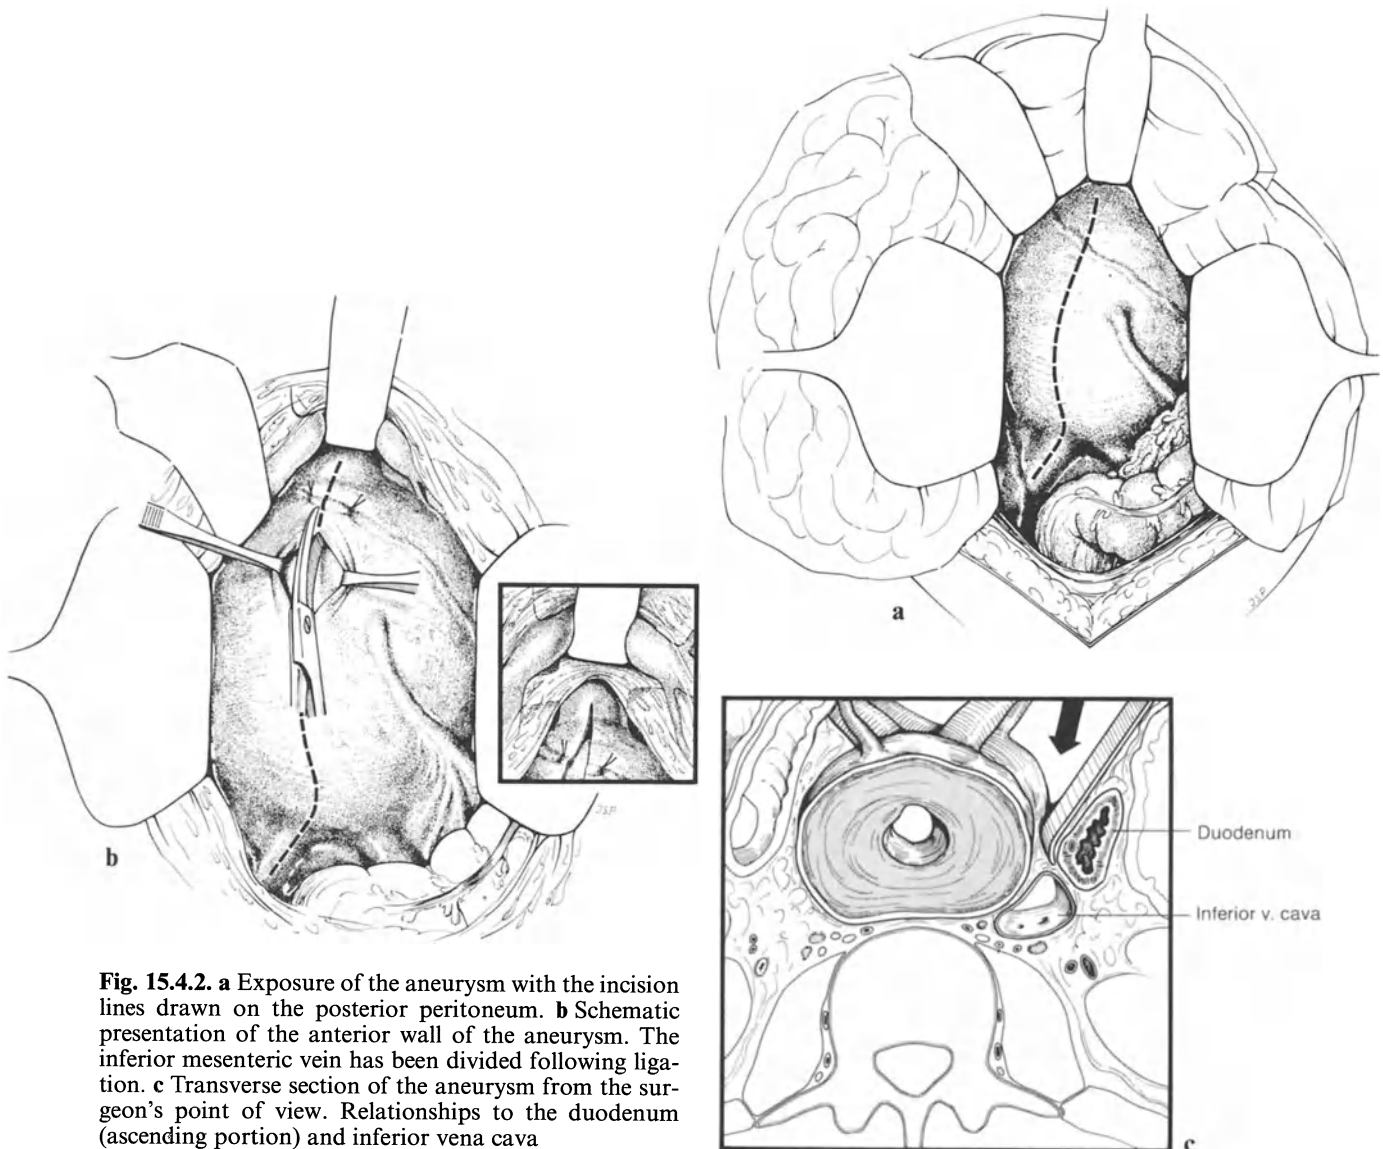 a
JSP
b
JSP
Duodenum
Inferior v. cava
c
Fig. 15.4.2. a Exposure of the aneurysm with the incision
lines drawn on the posterior peritoneum. b Schematic
presentation of the anterior wall of the aneurysm. The
inferior mesenteric vein has been divided following liga-
tion. c Transverse section of the aneurysm from the sur-
geon's point of view. Relationships to the duodenum
(ascending portion) and inferior vena cava